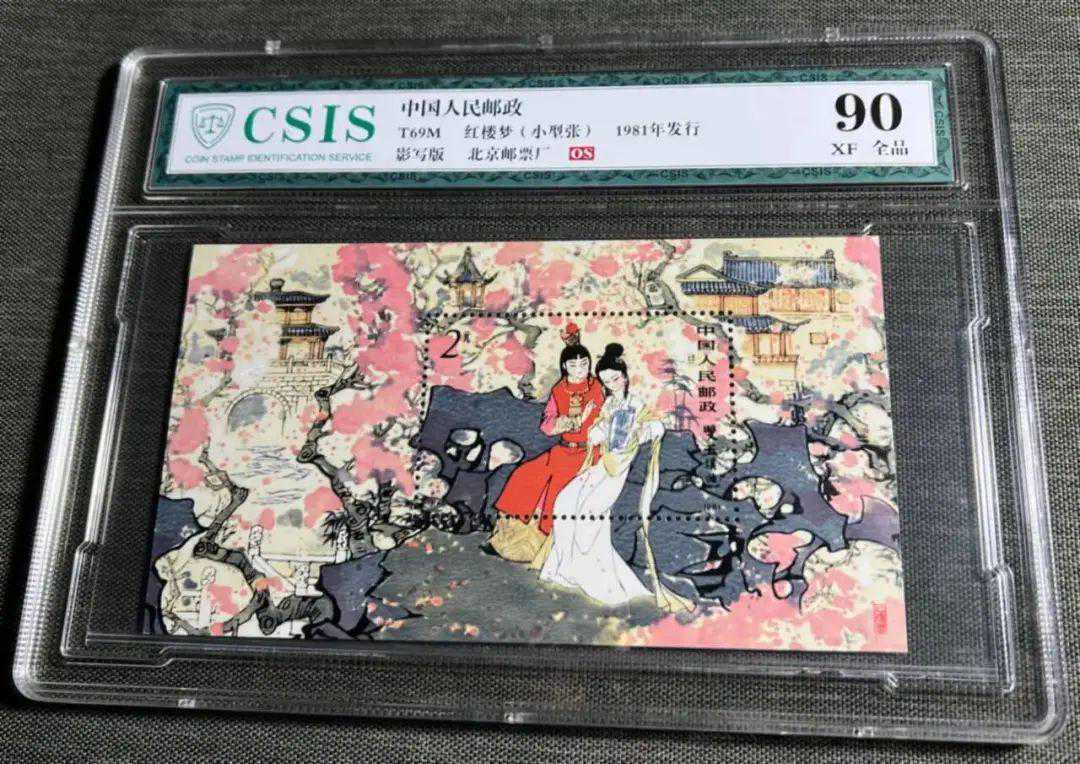 CSIS
COIN STAMP IDENTIFICATION SERVICE
中国人民邮政
T69M 红楼梦(小型张) 1981年发行
影写版 北京邮票厂 OS
90
XF 全品
2元
中国人民邮政